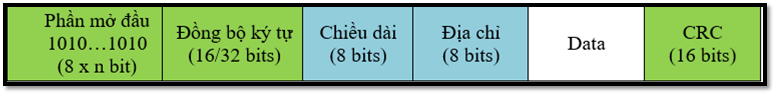 Phần mở đầu
1010…1010
(8 x n bit)
Đồng bộ ký tự
(16/32 bits)
Chiều dài
(8 bits)
Địa chỉ
(8 bits)
Data
CRC
(16 bits)